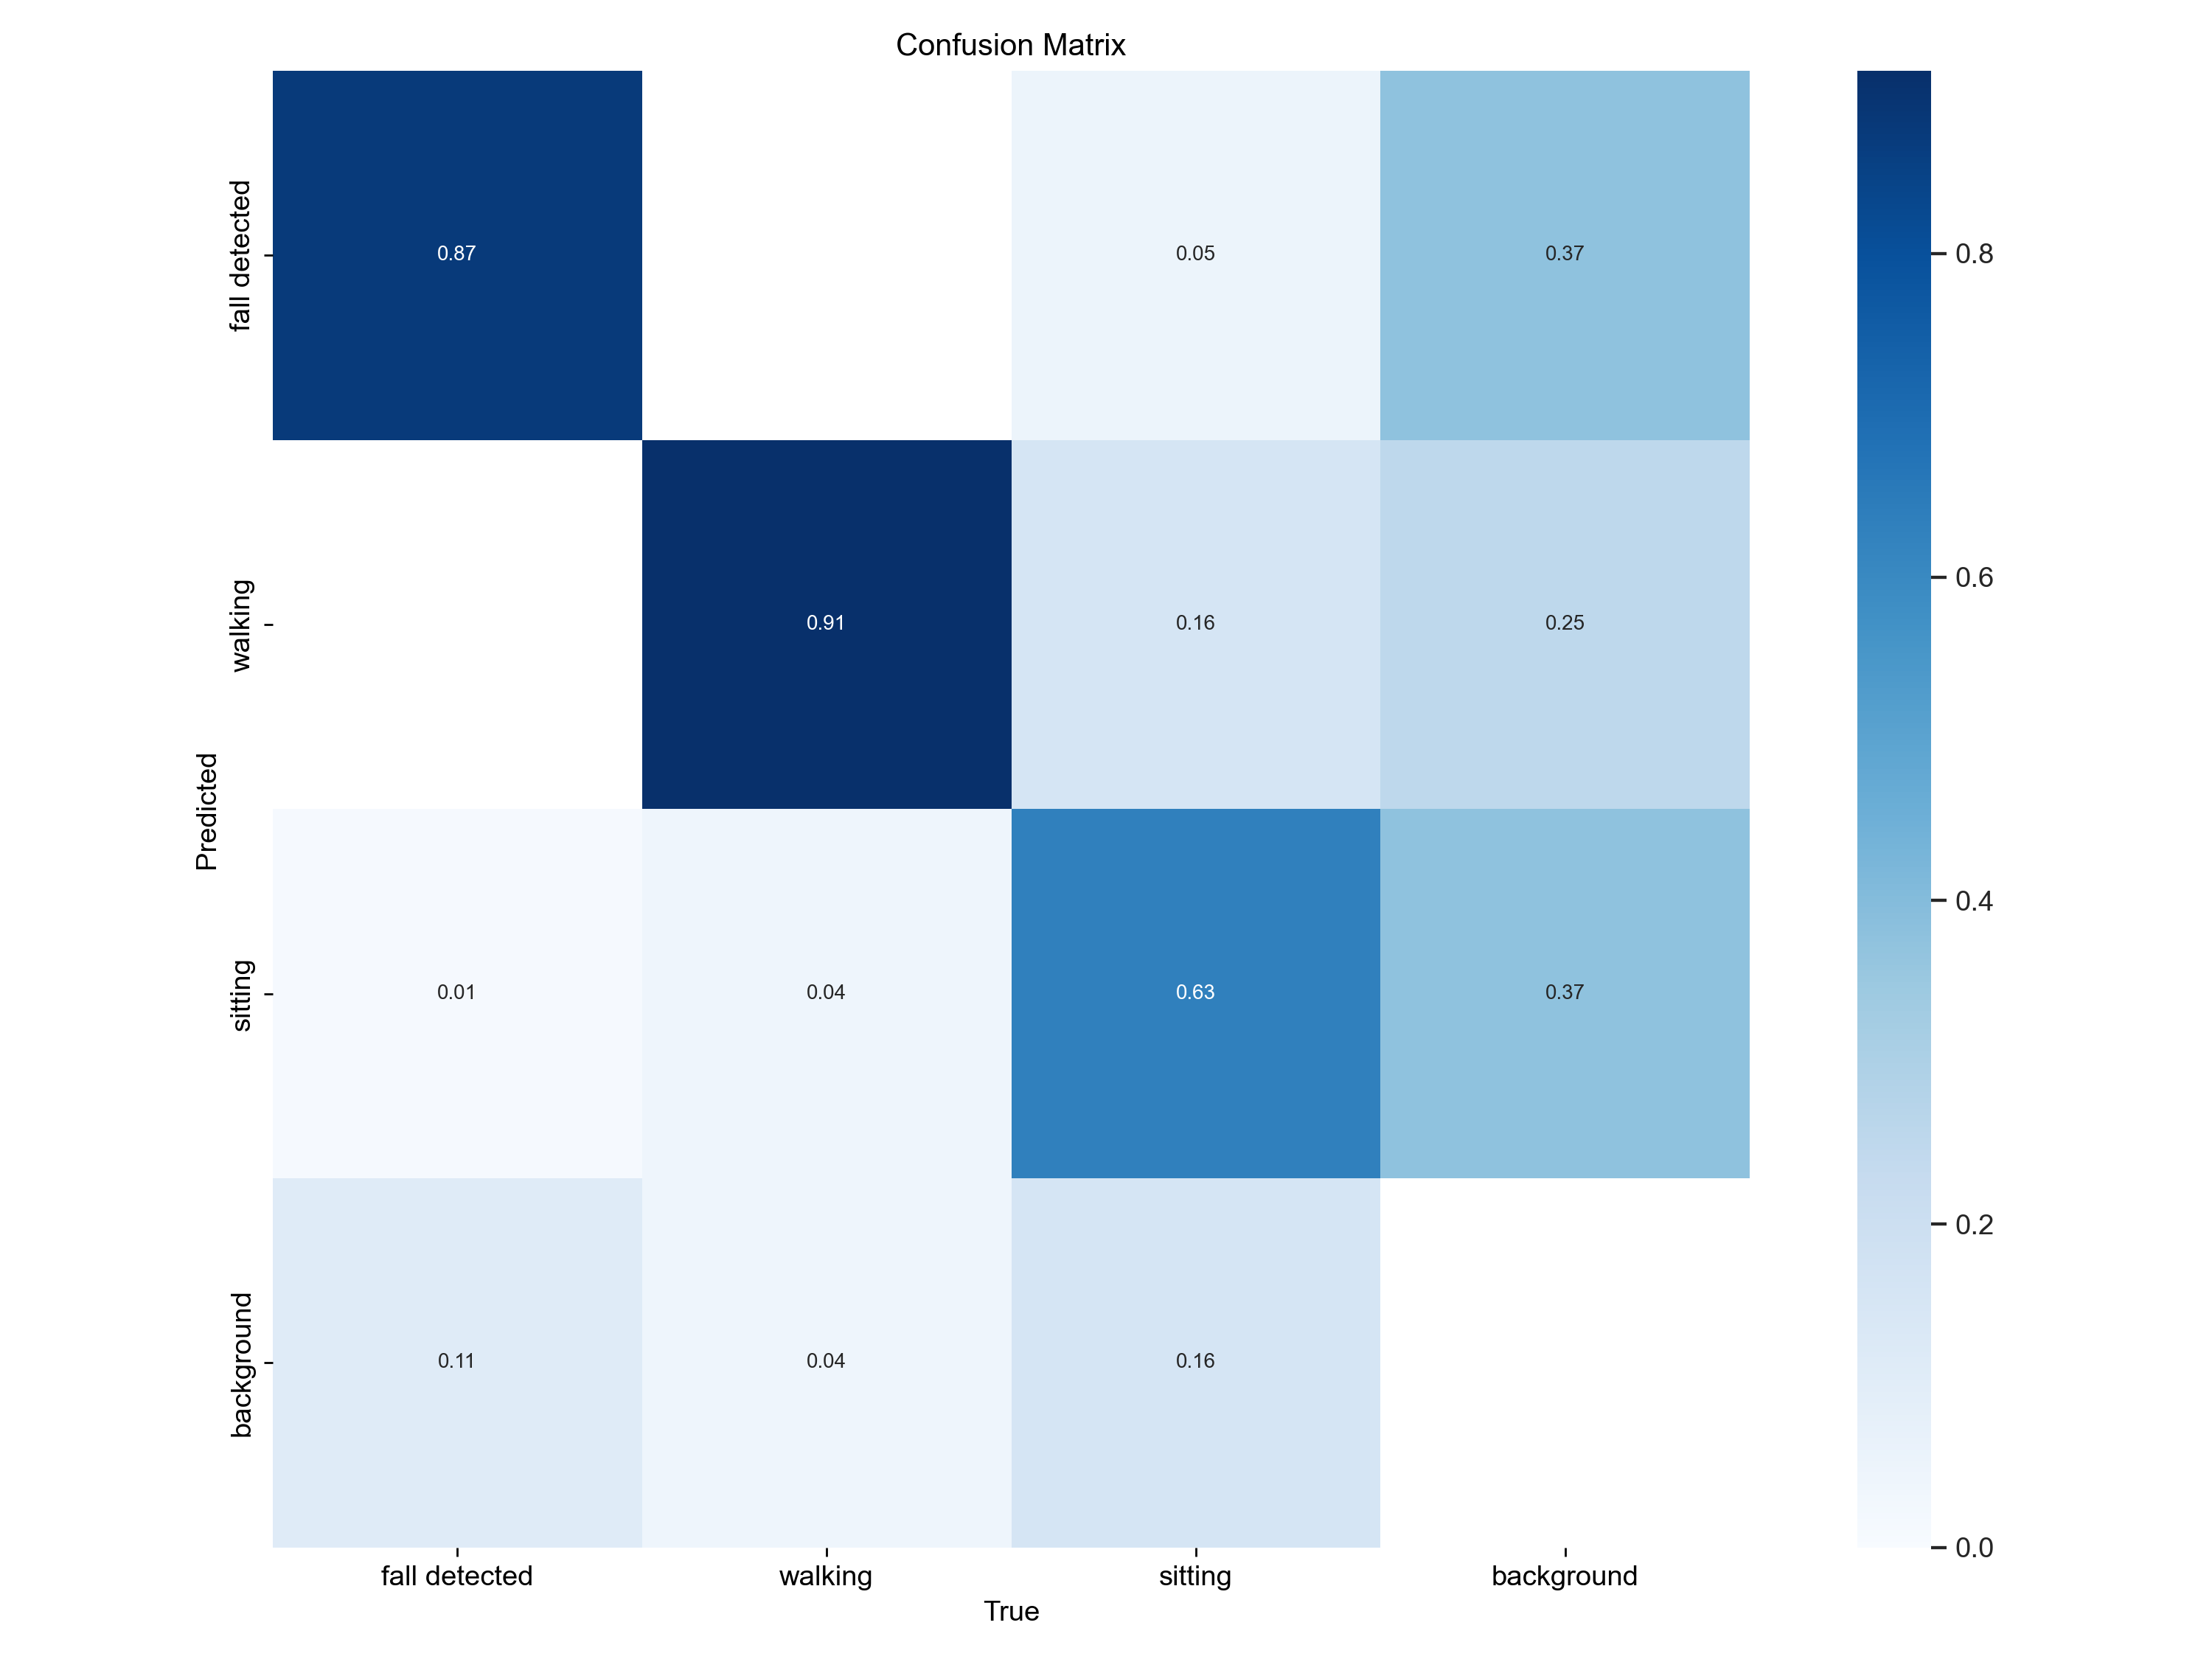 Confusion Matrix
fall detected
0.87
0.05
0.37
0.8
walking
0.91
0.16
0.25
0.6
Predicted
0.4
sitting
0.01
0.04
0.63
0.37
0.2
background
0.11
0.04
0.16
0.0
fall detected
walking
sitting
background
True